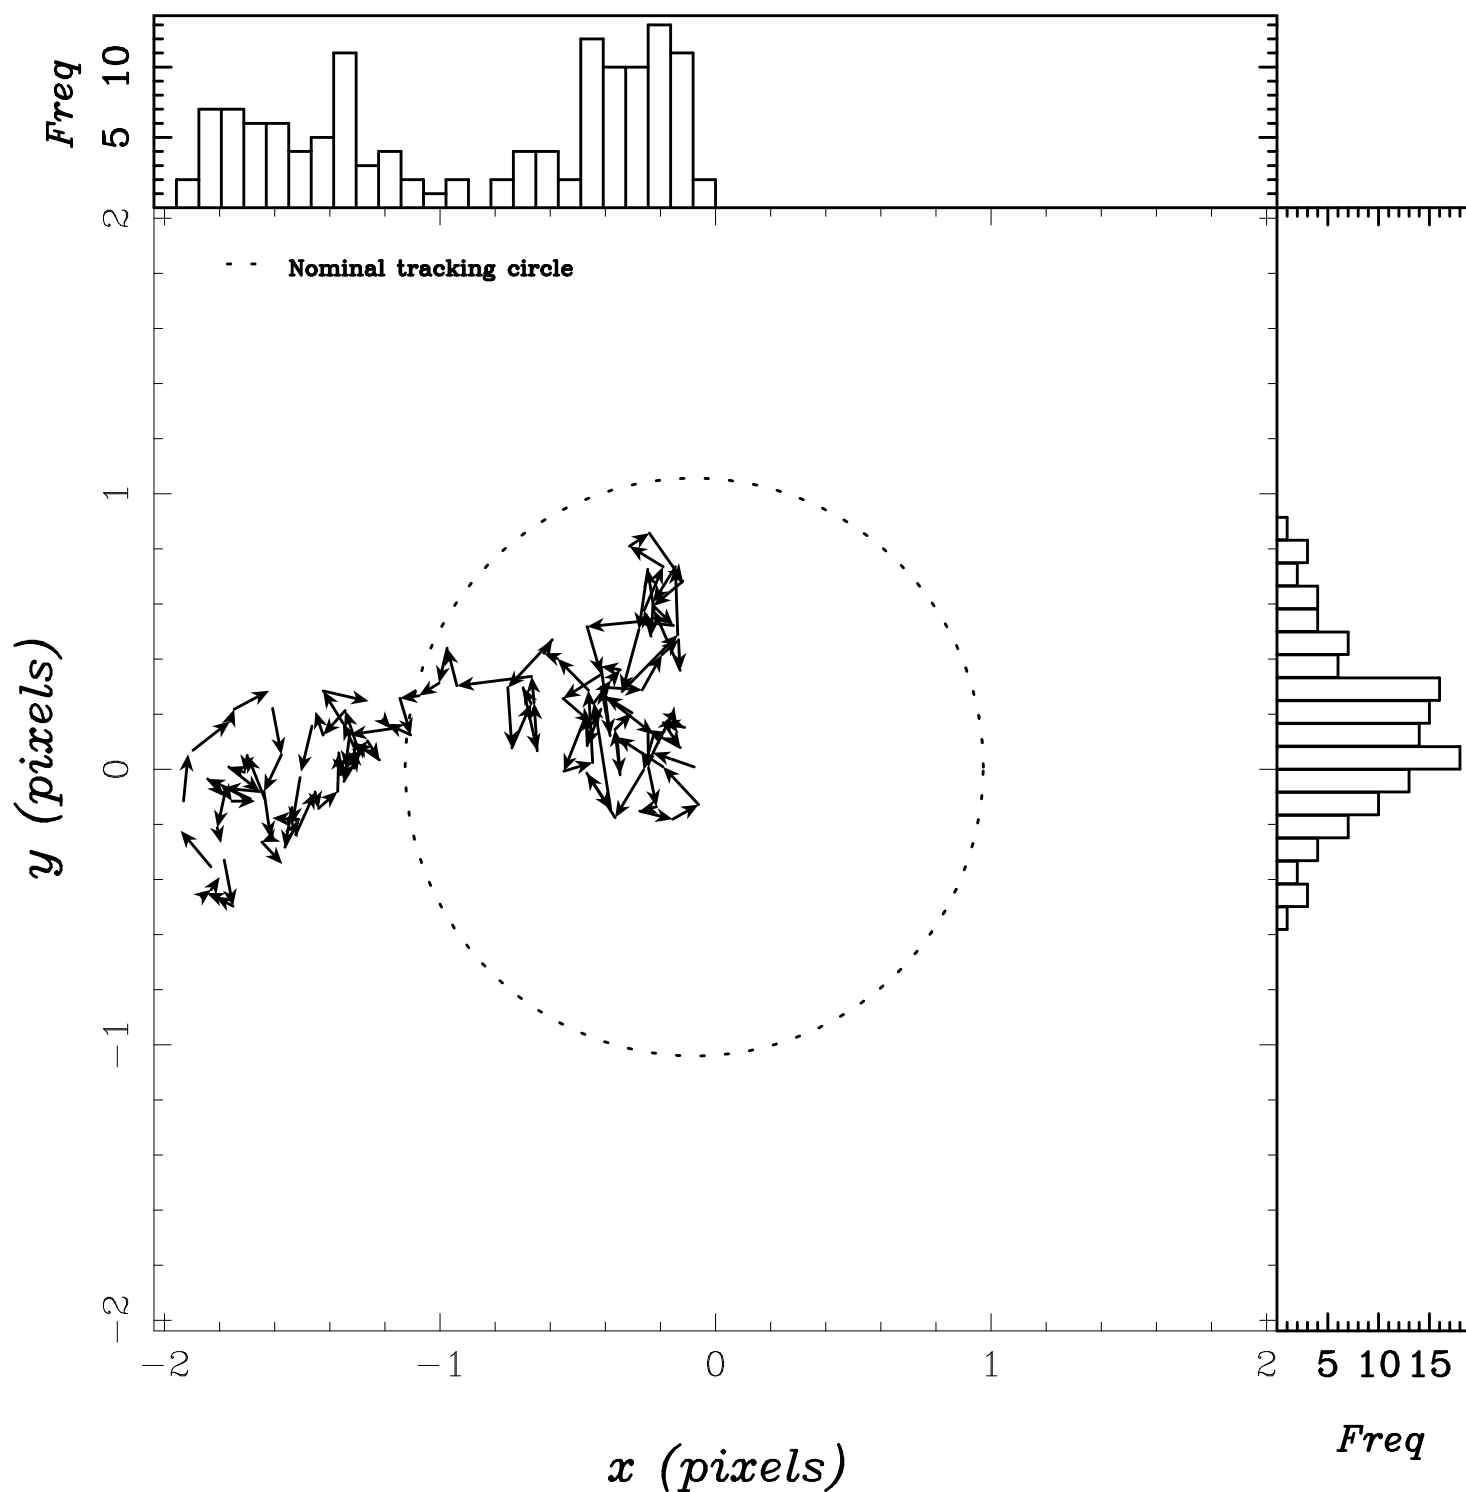 Freq
10
5
2
Nominal tracking circle
1
0
−1
−2
y (pixels)
−2 −1 0 1 2
5 10 15
Freq
x (pixels)